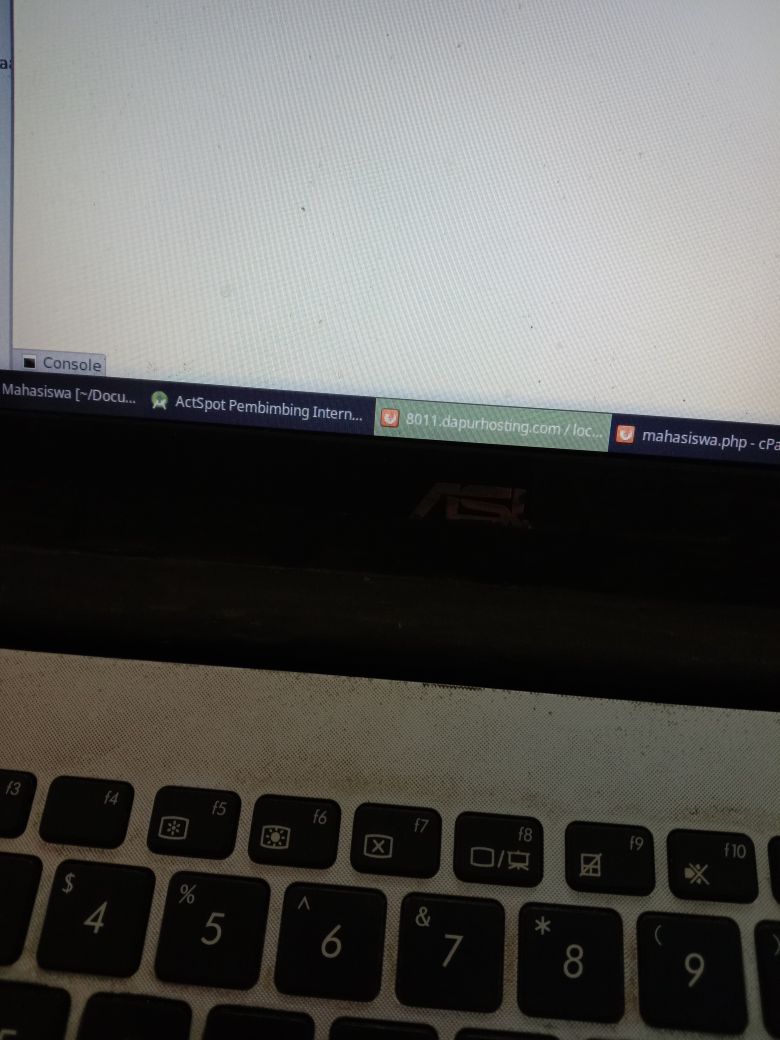 Console
Mahasiswa [~/Docu...
ActSpot Pembimbing Intern...
8011.dapurhosting.com / loc...
mahasiswa.php - cPa
f3
f4
f5
f6
f7
f8
f9
f10
$
4
%
5
^
6
&
7
*
8
(
9
)